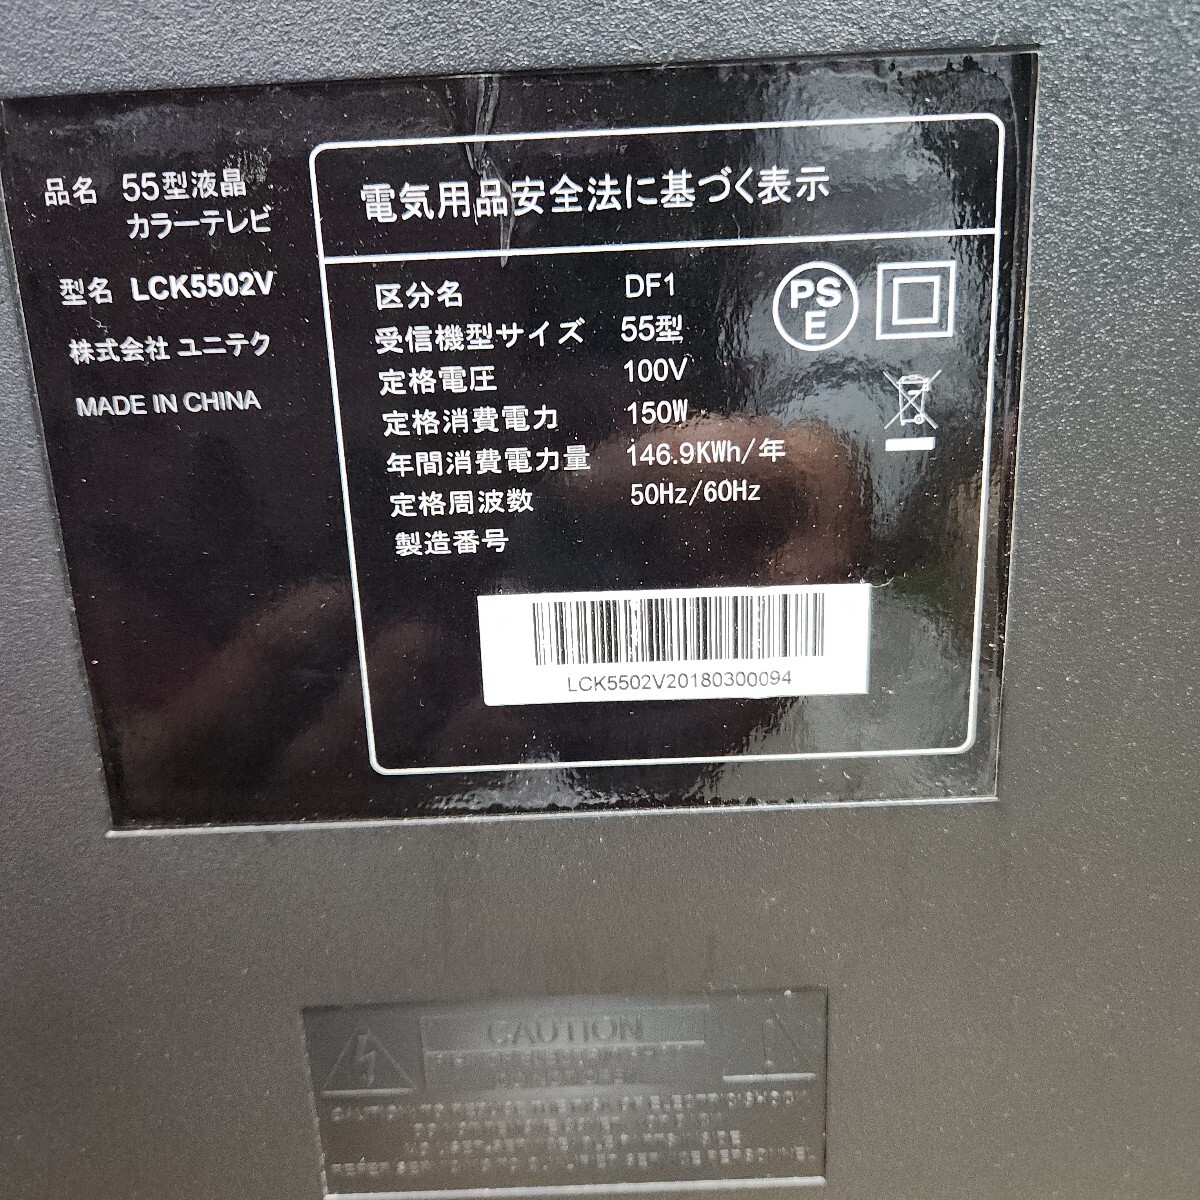 品名 55型液晶
カラーテレビ
型名 LCK5502V
株式会社 ユニテク
MADE IN CHINA
電気用品安全法に基づく表示
区分名 DF1
受信機型サイズ 55型
定格電圧 100V
定格消費電力 150W
年間消費電力量 146.9KWh/年
定格周波数 50Hz/60Hz
製造番号
PS
E
LCK5502V20180300094
CAUTION